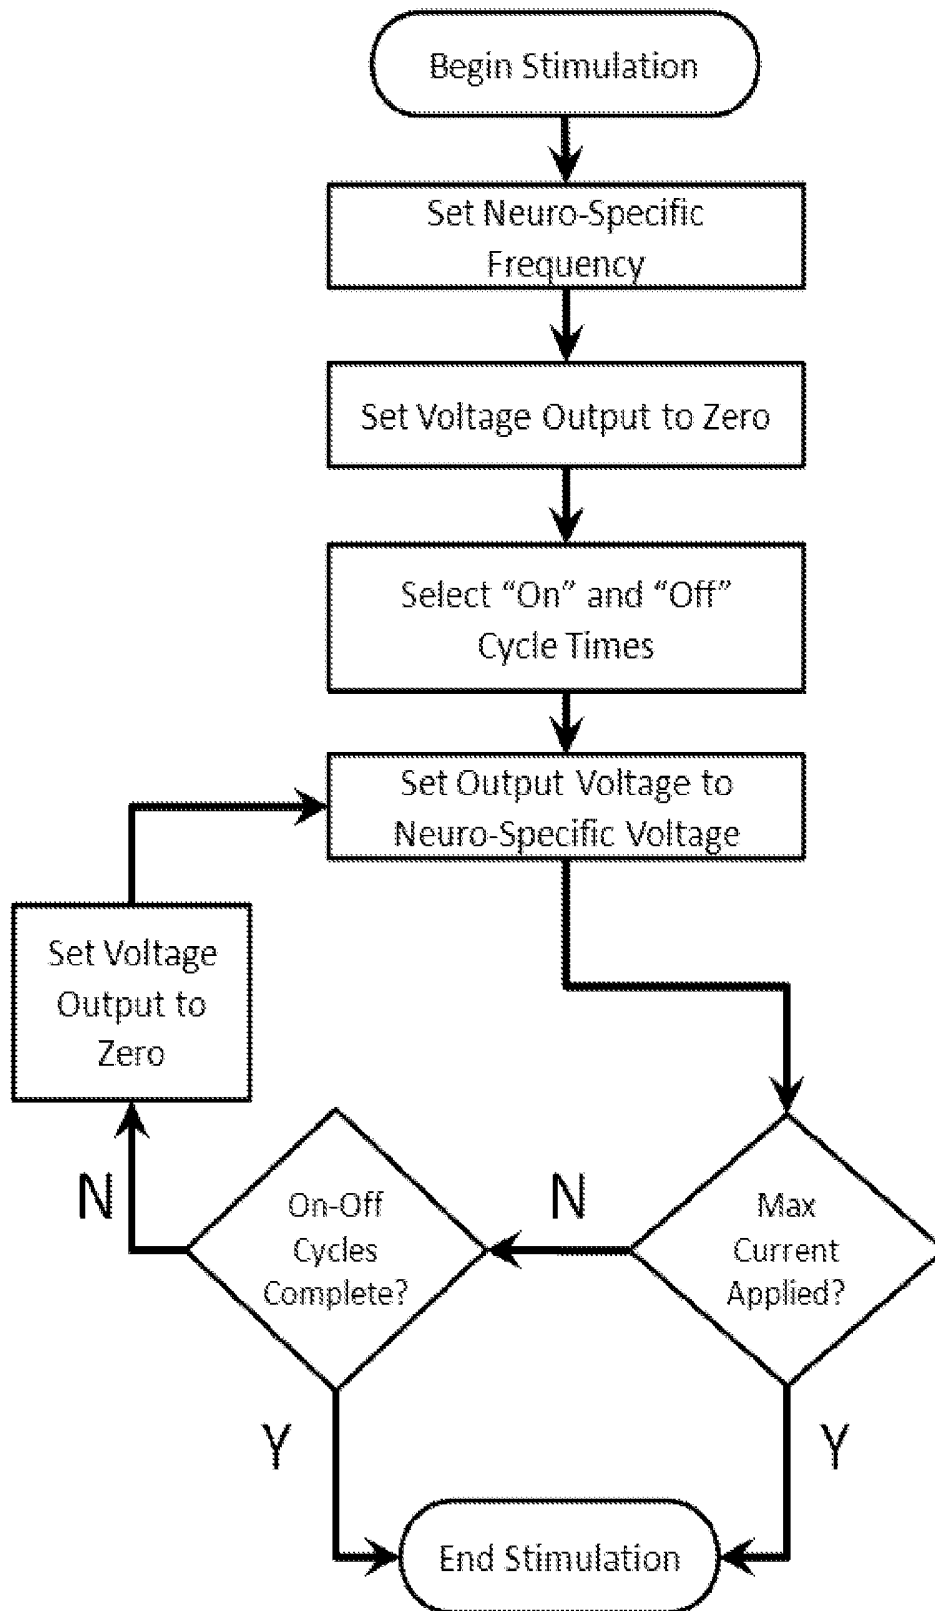 Begin Stimulation
Set Neuro-Specific
Frequency
Set Voltage Output to Zero
Select “On” and “Off”
Cycle Times
Set Output Voltage to
Neuro-Specific Voltage
Set Voltage
Output to
Zero
N
On-Off
Cycles
Complete?
N
Max
Current
Applied?
Y
Y
End Stimulation